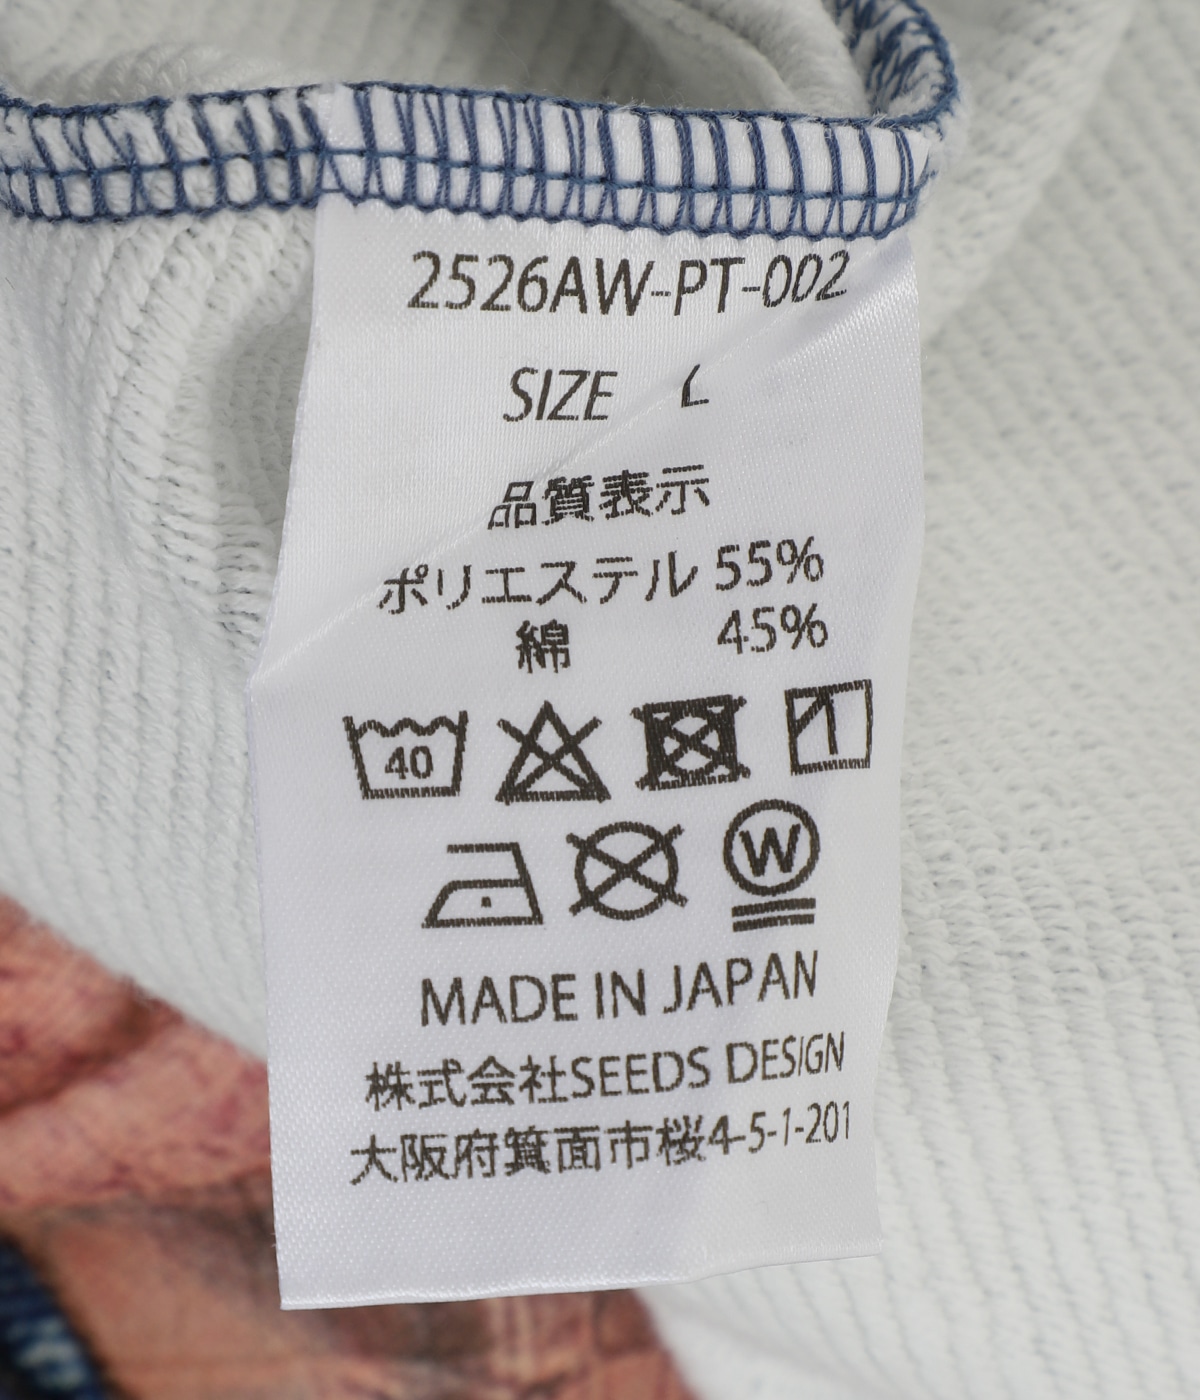 2526AW-PT-002
SIZE L
品質表示
ポリエステル 55%
綿 45%
40
W
MADE IN JAPAN
株式会社SEEDS DESIGN
大阪府箕面市桜4-5-1-201